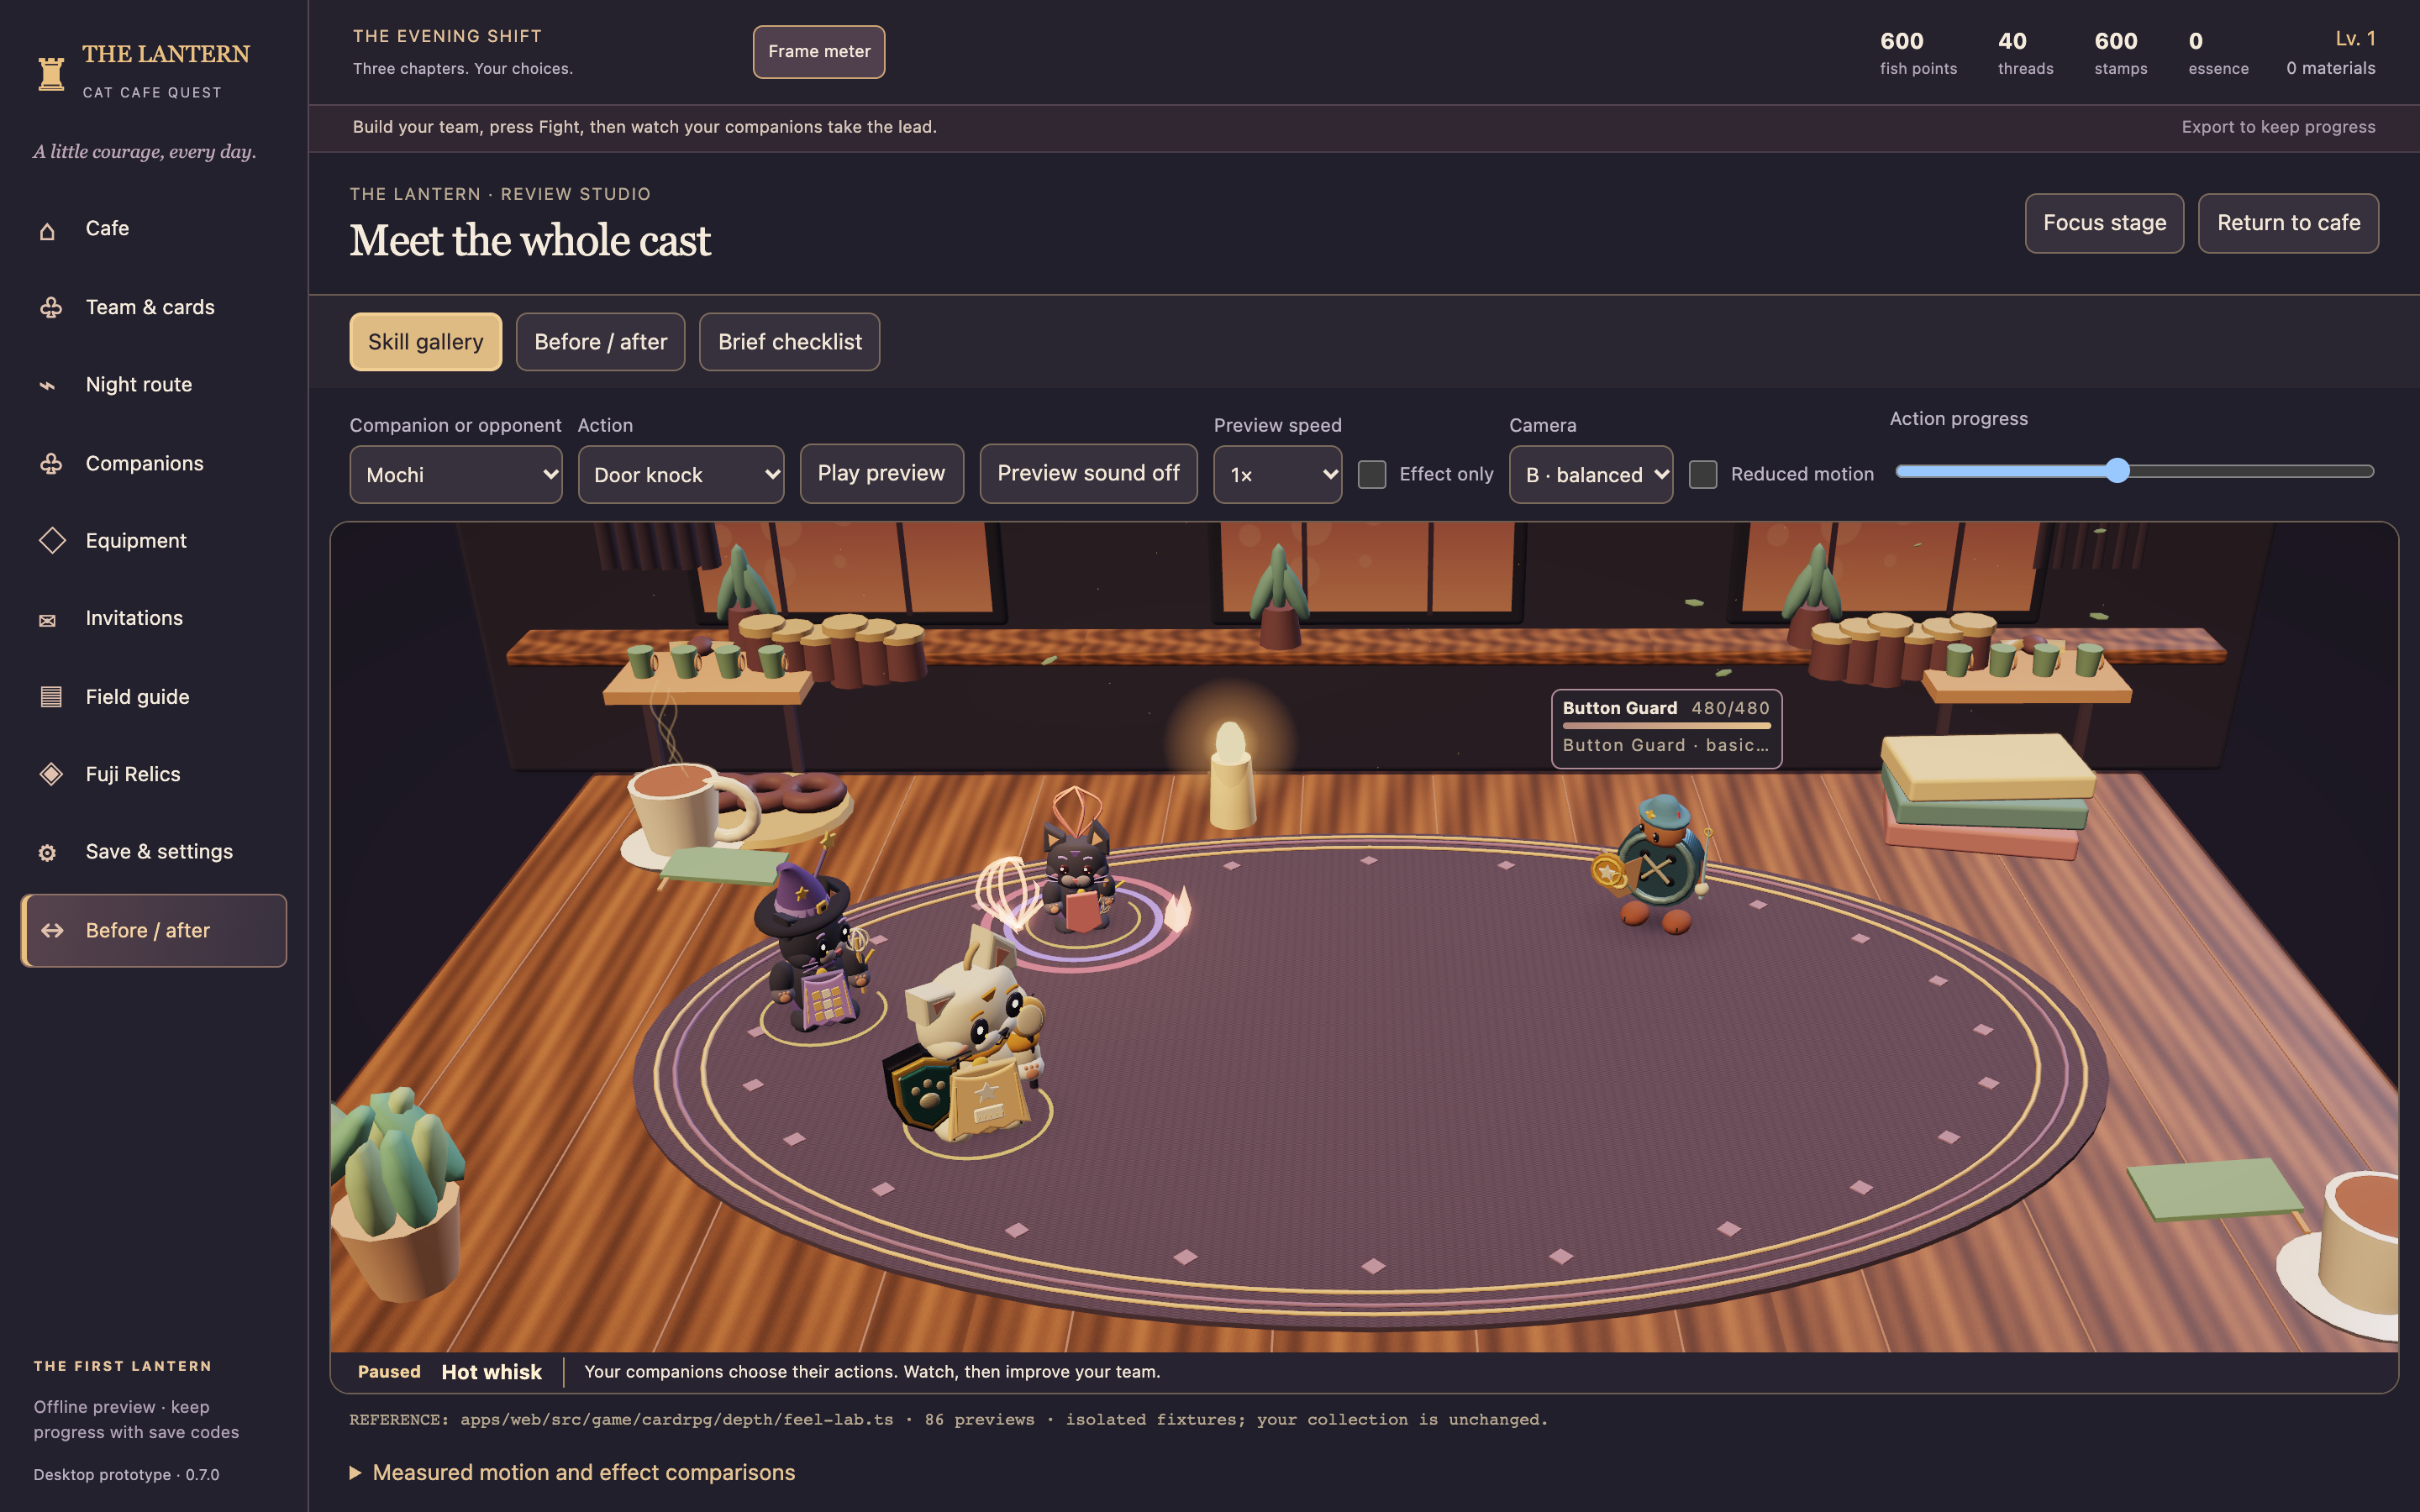 THE LANTERN
CAT CAFE QUEST
A little courage, every day.
Cafe
Team & cards
Night route
Companions
Equipment
Invitations
Field guide
Fuji Relics
Save & settings
Before / after
THE FIRST LANTERN
Offline preview · keep
progress with save codes
Desktop prototype · 0.7.0
THE EVENING SHIFT
Three chapters. Your choices.
Frame meter
600 fish points
40 threads
600 stamps
0 essence
Lv. 1
0 materials
Build your team, press Fight, then watch your companions take the lead.
Export to keep progress
THE LANTERN · REVIEW STUDIO
Meet the whole cast
Focus stage
Return to cafe
Skill gallery
Before / after
Brief checklist
Companion or opponent
Mochi
Action
Door knock
Play preview
Preview sound off
Preview speed
1×
Effect only
Camera
B · balanced
Reduced motion
Action progress
Button Guard 480/480
Button Guard · basic…
Paused Hot whisk Your companions choose their actions. Watch, then improve your team.
REFERENCE: apps/web/src/game/cardrpg/depth/feel-lab.ts · 86 previews · isolated fixtures; your collection is unchanged.
Measured motion and effect comparisons